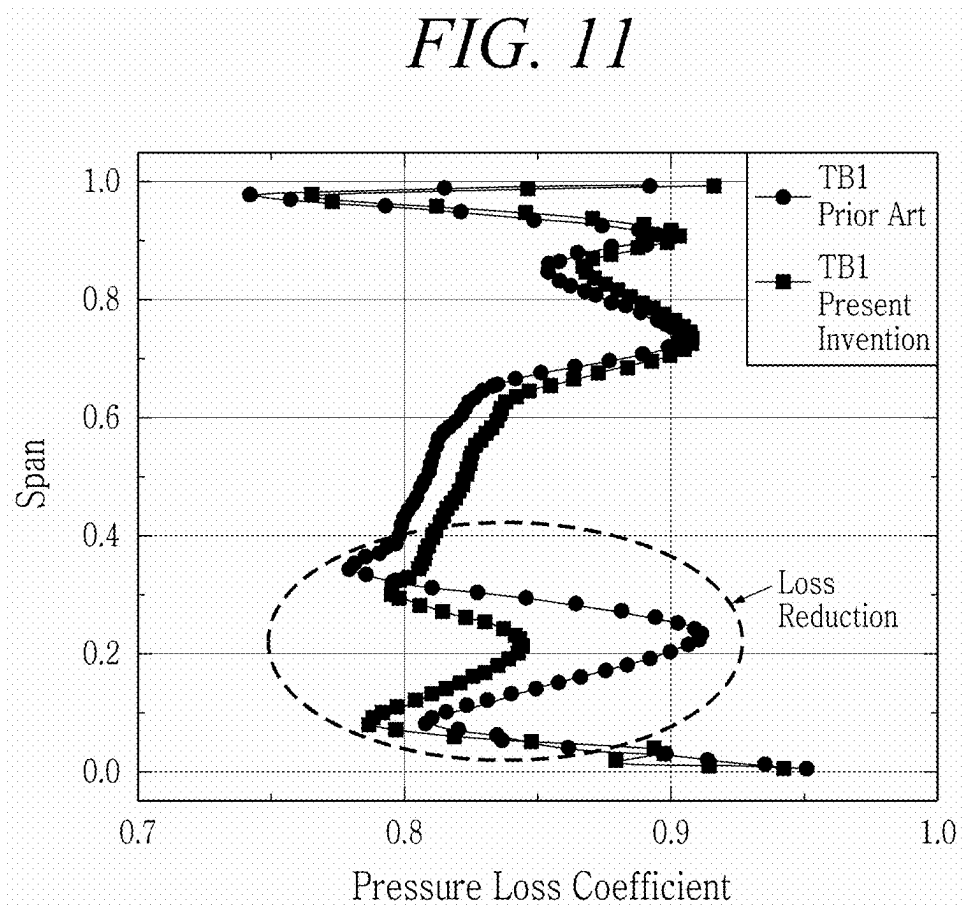 FIG. 11
TB1
Prior Art
TB1
Present
Invention
Loss
Reduction
Span
1.0
0.8
0.6
0.4
0.2
0.0
0.7
0.8
0.9
1.0
Pressure Loss Coefficient